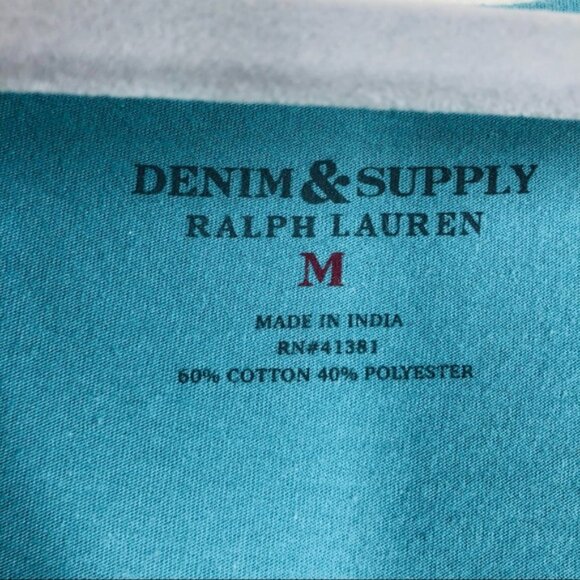 DENIM & SUPPLY
RALPH LAUREN
M
MADE IN INDIA
RN#41381
60% COTTON 40% POLYESTER